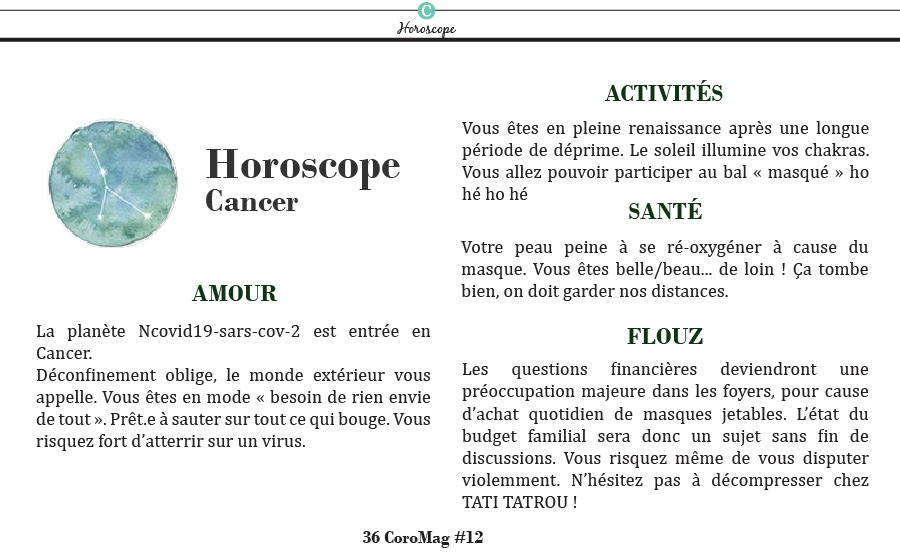 C
Horoscope
Horoscope
Cancer
AMOUR
La planète Ncovid19-sars-cov-2 est entrée en
Cancer.
Déconfinement oblige, le monde extérieur vous
appelle. Vous êtes en mode « besoin de rien envie
de tout ». Prêt.e à sauter sur tout ce qui bouge. Vous
risquez fort d’atterrir sur un virus.
ACTIVITÉS
Vous êtes en pleine renaissance après une longue
période de déprime. Le soleil illumine vos chakras.
Vous allez pouvoir participer au bal « masqué » ho
hé ho hé
SANTÉ
Votre peau peine à se ré-oxygéner à cause du
masque. Vous êtes belle/beau... de loin ! Ça tombe
bien, on doit garder nos distances.
FLOUZ
Les questions financières deviendront une
préoccupation majeure dans les foyers, pour cause
d’achat quotidien de masques jetables. L’état du
budget familial sera donc un sujet sans fin de
discussions. Vous risquez même de vous disputer
violemment. N’hésitez pas à décompresser chez
TATI TATROU !
36 CoroMag #12